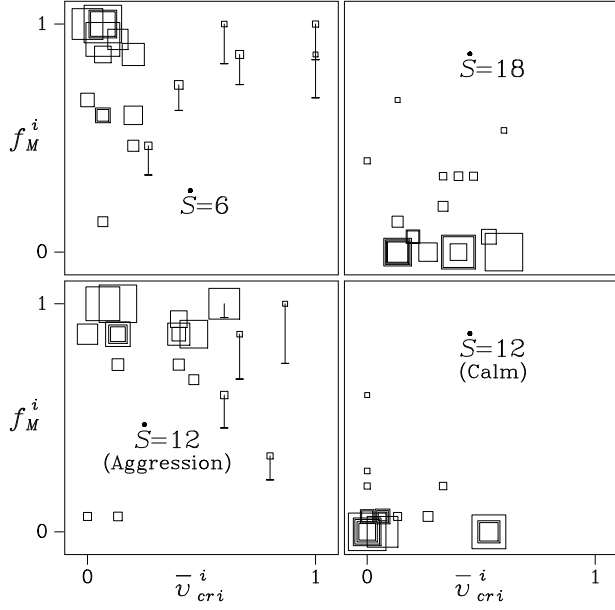 1
f_M^i
0
Ṡ=6
Ṡ=18
1
f_M^i
0
Ṡ=12
(Aggression)
Ṡ=12
(Calm)
0 v̅_cri^i 1 0 v̅_cri^i 1